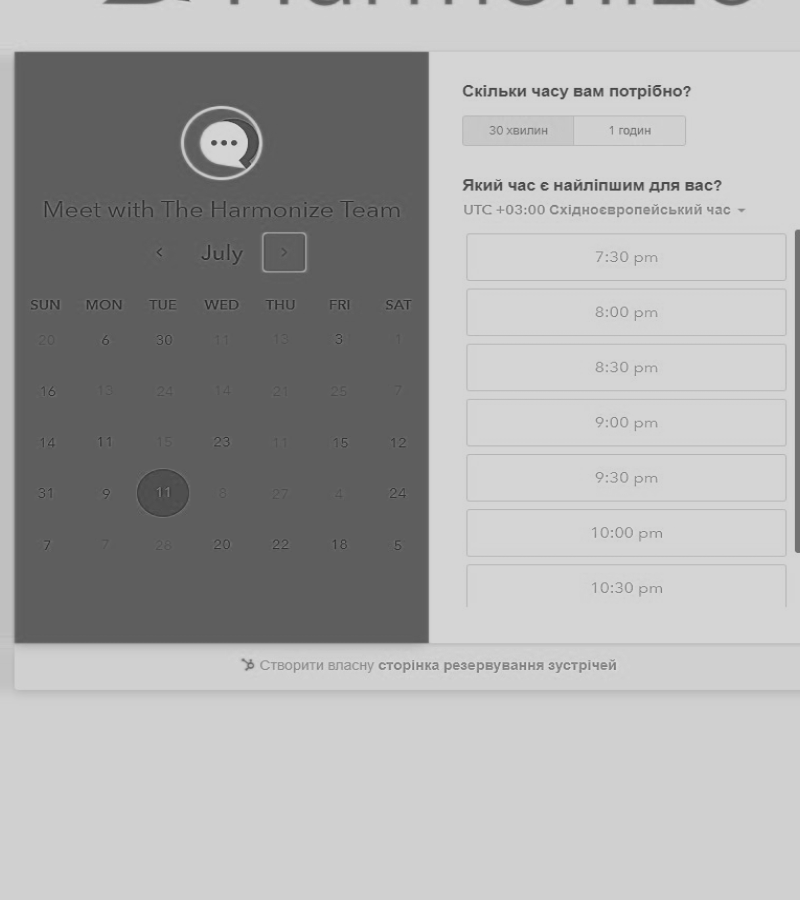 Harmonize
Meet with The Harmonize Team
July
SUN MON TUE WED THU FRI SAT
20 6 30 11 13 3 1
16 13 24 14 21 25 7
14 11 15 23 11 15 12
31 9 11 8 27 4 24
7 7 28 20 22 18 5
Скільки часу вам потрібно?
30 хвилин 1 годин
Який час є найліпшим для вас?
UTC +03:00 Східноєвропейський час
7:30 pm
8:00 pm
8:30 pm
9:00 pm
9:30 pm
10:00 pm
10:30 pm
Створити власну сторінка резервування зустрічей